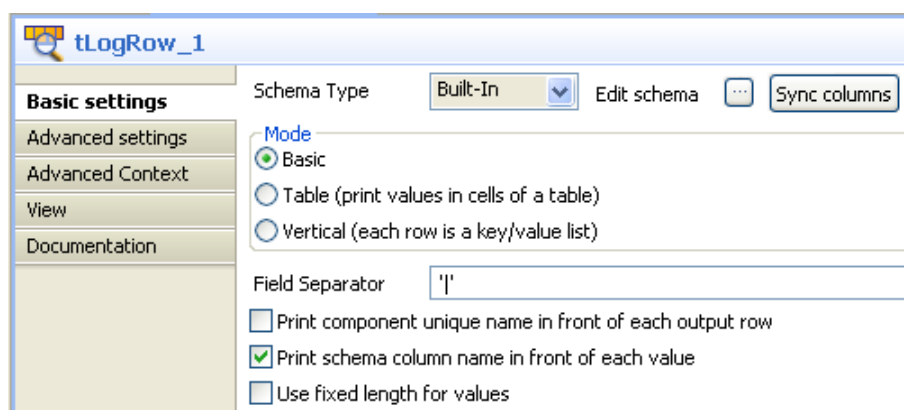 tLogRow_1
Basic settings
Advanced settings
Advanced Context
View
Documentation
Schema Type Built-In Edit schema ... Sync columns
Mode
Basic
Table (print values in cells of a table)
Vertical (each row is a key/value list)
Field Separator '|'
Print component unique name in front of each output row
Print schema column name in front of each value
Use fixed length for values